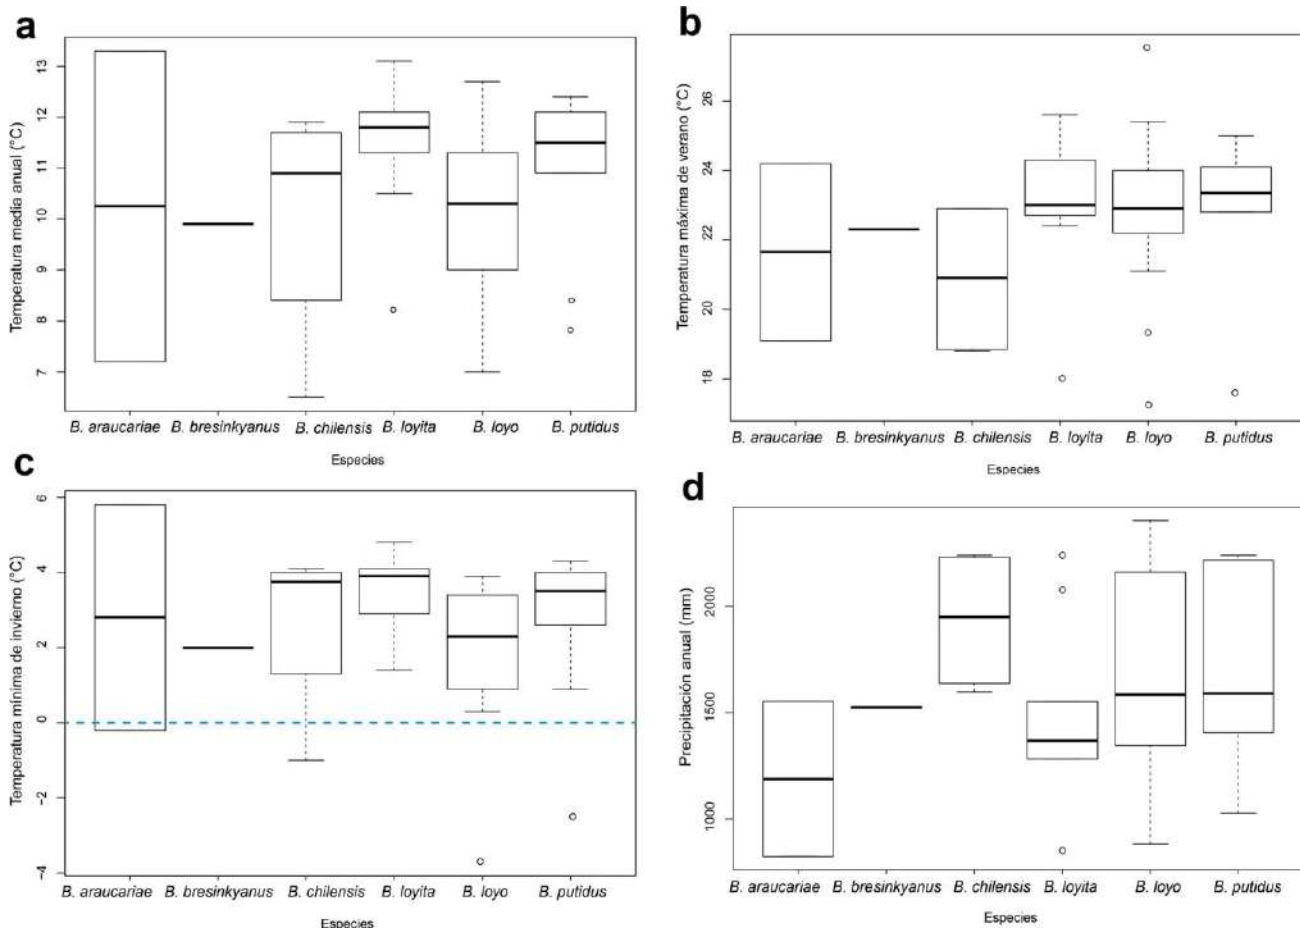 a
Temperatura media anual (°C)
13
12
11
10
9
8
7
B. araucariae B. bresinkyanus B. chilensis B. loyita B. loyo B. putidus
Especies
b
Temperatura máxima de verano (°C)
26
24
22
20
18
B. araucariae B. bresinkyanus B. chilensis B. loyita B. loyo B. putidus
Especies
c
Temperatura mínima de invierno (°C)
6
4
2
0
-2
-4
B. araucariae B. bresinkyanus B. chilensis B. loyita B. loyo B. putidus
Especies
d
Precipitación anual (mm)
2000
1500
1000
B. araucariae B. bresinkyanus B. chilensis B. loyita B. loyo B. putidus
Especies